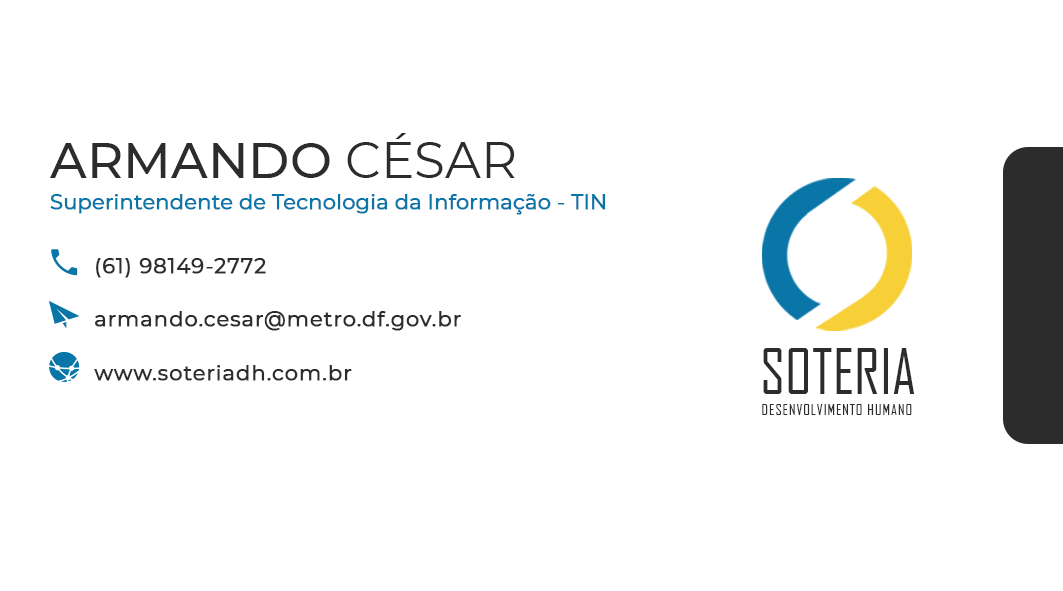 ARMANDO CÉSAR
Superintendente de Tecnologia da Informação - TIN
(61) 98149-2772
armando.cesar@metro.df.gov.br
www.soteriadh.com.br
SOTERIA
DESENVOLVIMENTO HUMANO